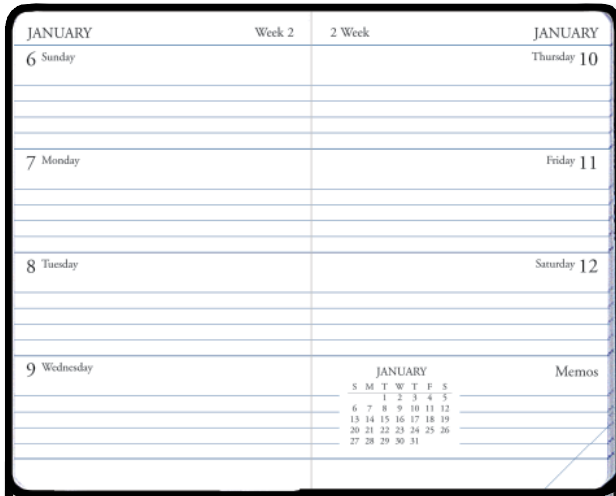 JANUARY Week 2
6 Sunday
7 Monday
8 Tuesday
9 Wednesday
2 Week JANUARY
Thursday 10
Friday 11
Saturday 12
Memos
JANUARY
S M T W T F S
1 2 3 4 5
6 7 8 9 10 11 12
13 14 15 16 17 18 19
20 21 22 23 24 25 26
27 28 29 30 31